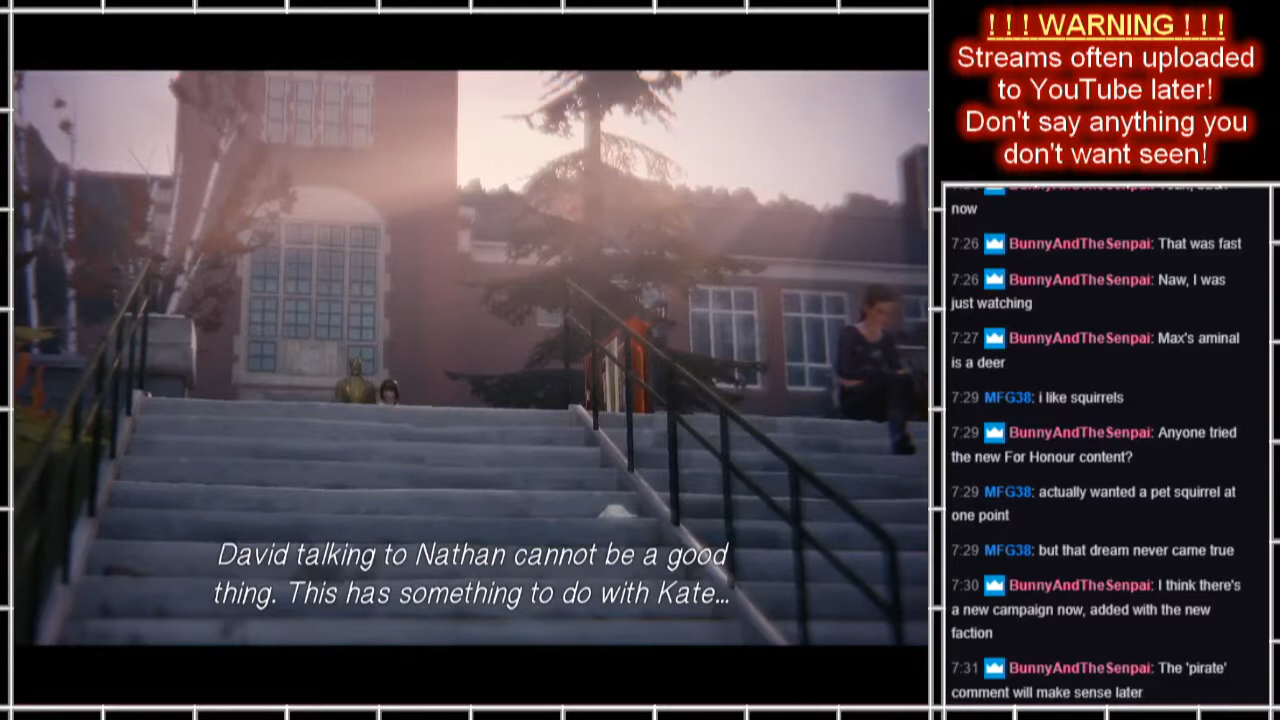 ! ! ! WARNING ! ! !
Streams often uploaded
to YouTube later!
Don't say anything you
don't want seen!
now
7:26 BunnyAndTheSenpai: That was fast
7:26 BunnyAndTheSenpai: Naw, I was
just watching
7:27 BunnyAndTheSenpai: Max's aminal
is a deer
7:29 MFG38: i like squirrels
7:29 BunnyAndTheSenpai: Anyone tried
the new For Honour content?
7:29 MFG38: actually wanted a pet squirrel at
one point
7:29 MFG38: but that dream never came true
7:30 BunnyAndTheSenpai: I think there's
a new campaign now, added with the new
faction
7:31 BunnyAndTheSenpai: The 'pirate'
comment will make sense later
David talking to Nathan cannot be a good
thing. This has something to do with Kate...